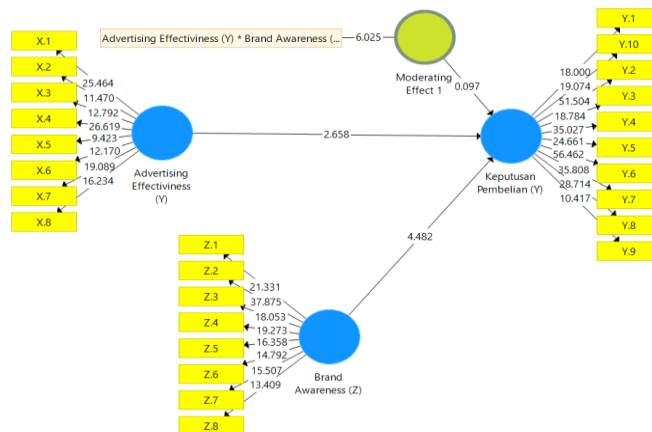 Advertising Effectiviness (Y) * Brand Awareness (...
6.025
Moderating
Effect 1
0.097
X.1
X.2
X.3
X.4
X.5
X.6
X.7
X.8
25.464
11.470
12.792
26.619
9.423
12.170
19.089
16.234
Advertising
Effectiviness
(Y)
2.658
Keputusan
Pembelian (Y)
18.000
19.074
51.504
18.784
35.027
24.661
56.462
35.808
28.714
10.417
Y.1
Y.10
Y.2
Y.3
Y.4
Y.5
Y.6
Y.7
Y.8
Y.9
4.482
Z.1
Z.2
Z.3
Z.4
Z.5
Z.6
Z.7
Z.8
21.331
37.875
18.053
19.273
16.358
14.792
15.507
13.409
Brand
Awareness (Z)